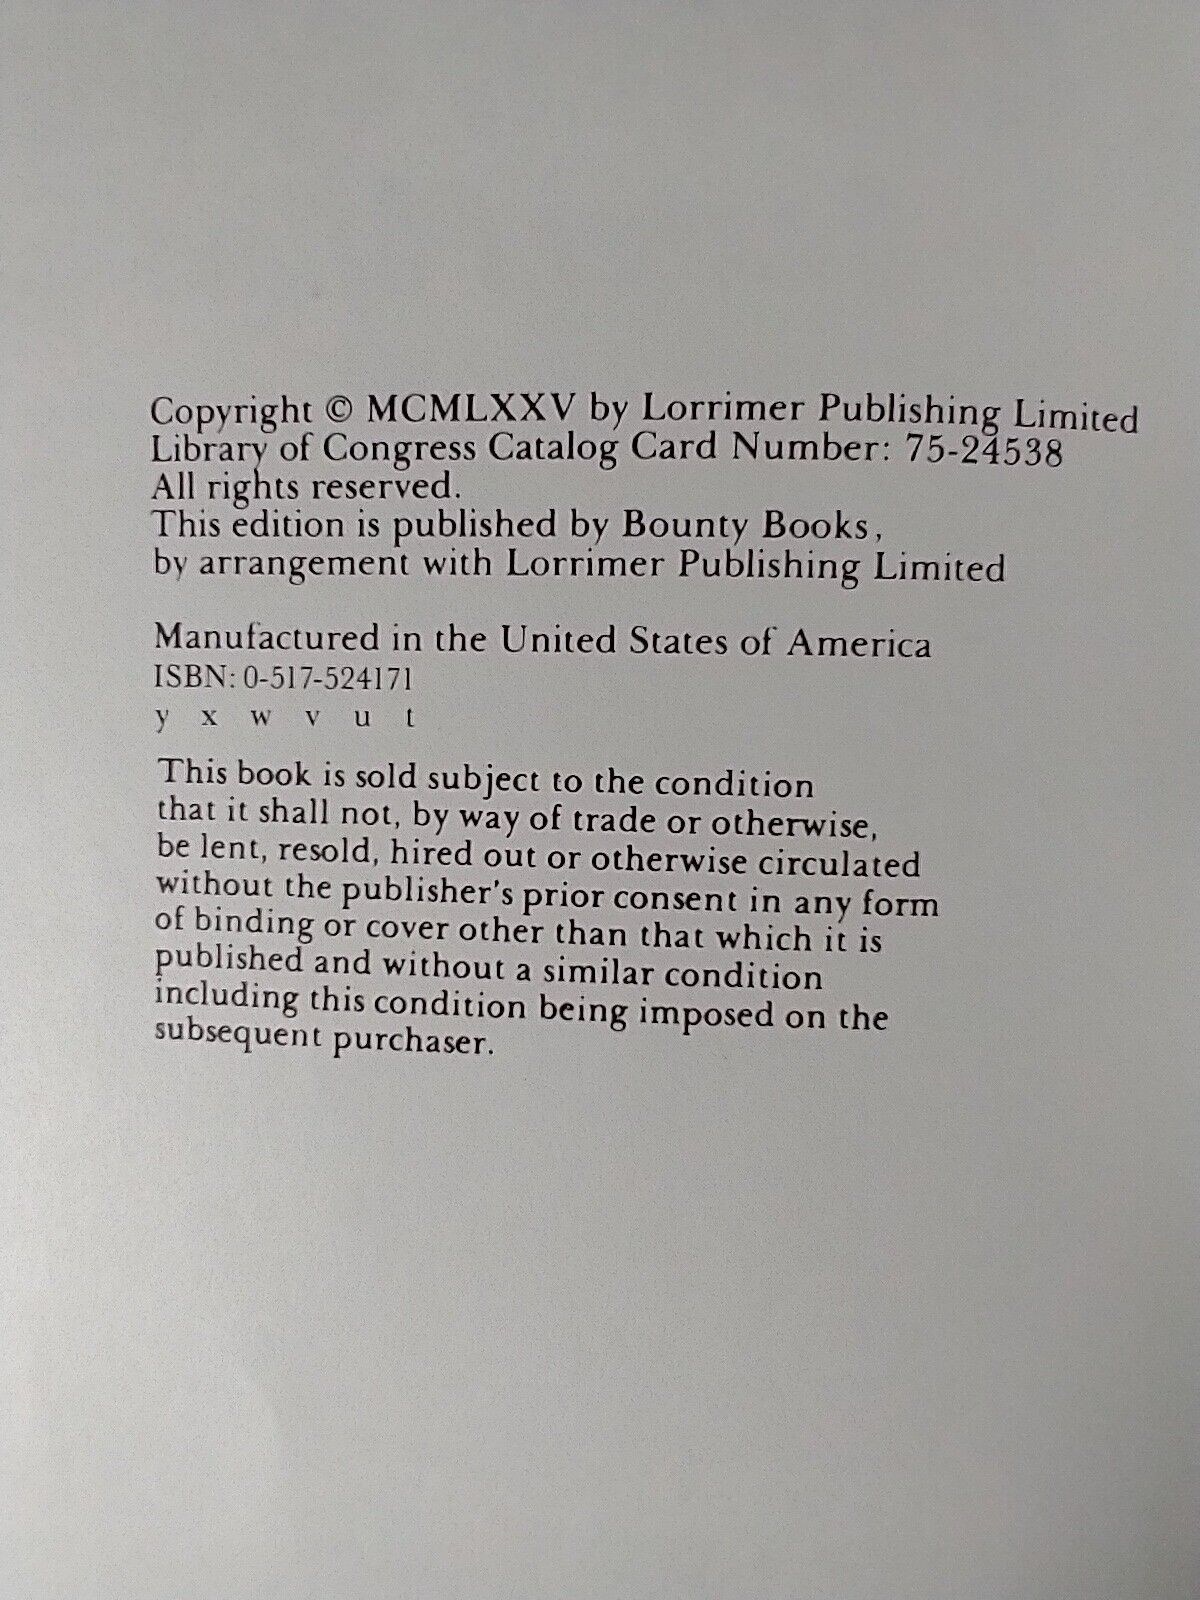 Copyright © MCMLXXV by Lorrimer Publishing Limited
Library of Congress Catalog Card Number: 75-24538
All rights reserved.
This edition is published by Bounty Books,
by arrangement with Lorrimer Publishing Limited
Manufactured in the United States of America
ISBN: 0-517-524171
y x w v u t
This book is sold subject to the condition
that it shall not, by way of trade or otherwise,
be lent, resold, hired out or otherwise circulated
without the publisher's prior consent in any form
of binding or cover other than that which it is
published and without a similar condition
including this condition being imposed on the
subsequent purchaser.